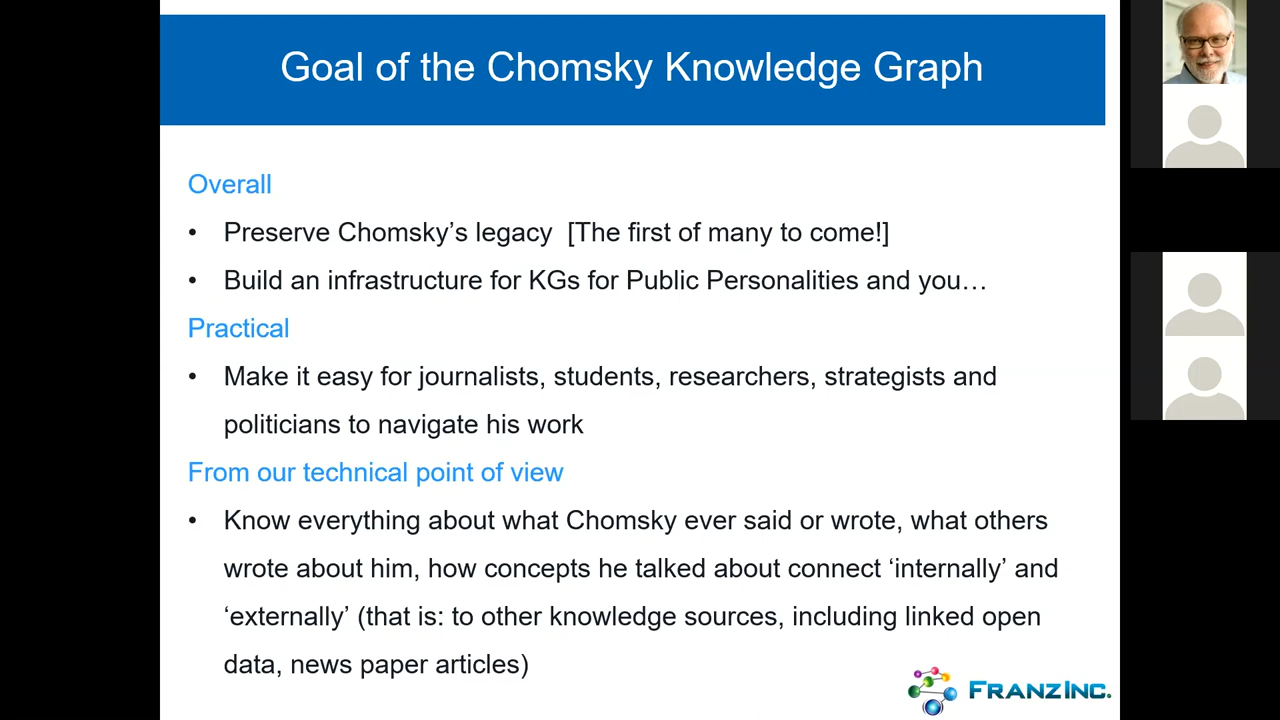 Goal of the Chomsky Knowledge Graph
Overall
• Preserve Chomsky’s legacy  [The first of many to come!]
• Build an infrastructure for KGs for Public Personalities and you…
Practical
• Make it easy for journalists, students, researchers, strategists and
politicians to navigate his work
From our technical point of view
• Know everything about what Chomsky ever said or wrote, what others
wrote about him, how concepts he talked about connect ‘internally’ and
‘externally’ (that is: to other knowledge sources, including linked open
data, news paper articles)
FRANZINC.